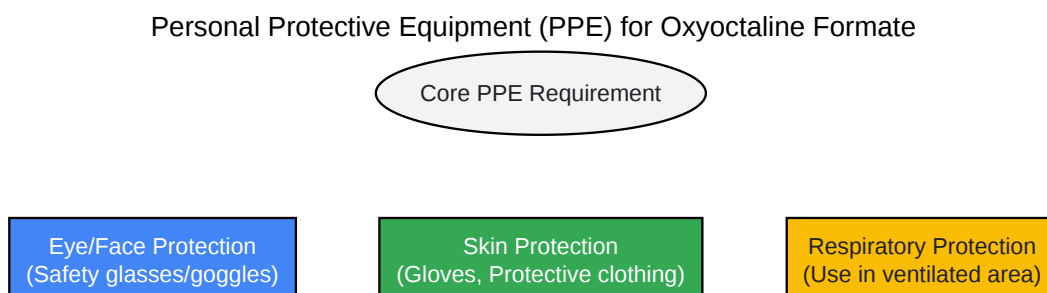 Personal Protective Equipment (PPE) for Oxyoctaline Formate
Core PPE Requirement
Eye/Face Protection
(Safety glasses/goggles)
Skin Protection
(Gloves, Protective clothing)
Respiratory Protection
(Use in ventilated area)